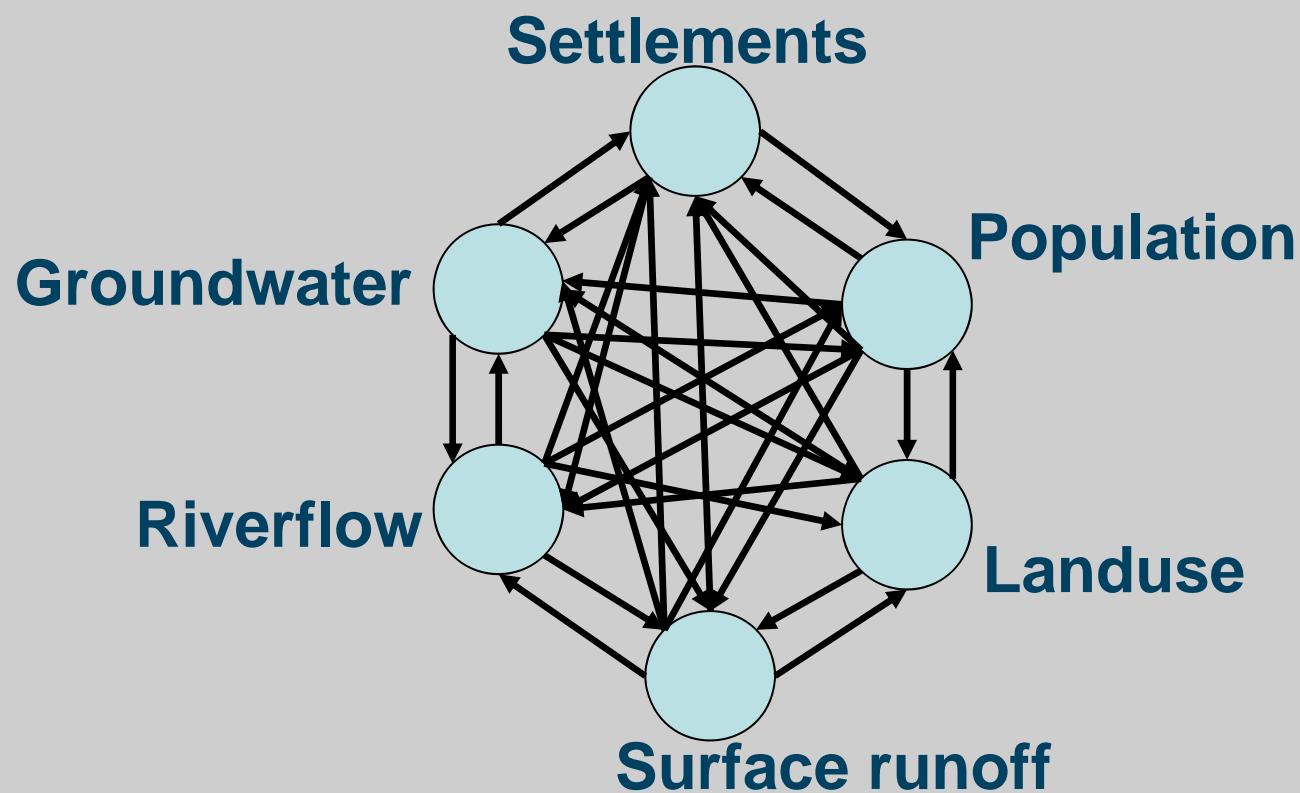 Settlements
Population
Groundwater
Riverflow
Landuse
Surface runoff